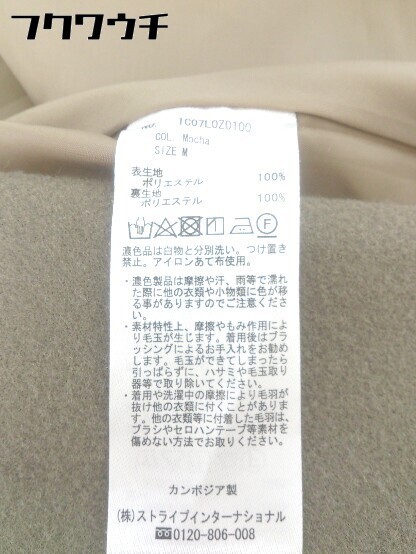 フクワウチ
NO. TC07L0Z0100
COL. Mocha
SIZE M
表生地
ポリエステル 100%
裏生地
ポリエステル 100%
濃色品は白物と分別洗い。つけ置き
禁止。アイロンあて布使用。
・濃色製品は摩擦や汗、雨等で濡れ
た際に他の衣類や小物類に色が移
る事がありますのでご注意くださ
い。
・素材特性上、摩擦やもみ作用によ
り毛玉が生じます。着用後はブラ
ッシングによるお手入れをお勧め
します。毛玉ができてしまったら
引っぱらずに、ハサミや毛玉取り
器等で取り除いてください。
・着用や洗濯中の摩擦により毛羽が
抜け他の衣類に付くことがあり
ます。他の衣類等に付着した毛羽は、
ブラシやセロハンテープ等素材を
傷めない方法でお取りください。
カンボジア製
(株)ストライプインターナショナル
0120-806-008